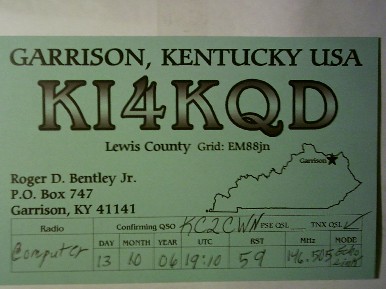 GARRISON, KENTUCKY USA
KI4KQD
Lewis County Grid: EM88jn
Garrison
Roger D. Bentley Jr.
P.O. Box 747
Garrison, KY 41141
Radio Confirming QSO KC2CWN PSE QSL TNX QSL
DAY MONTH YEAR UTC RST MHz MODE
Computer 13 10 06 19:10 59 146.505 Echo Link